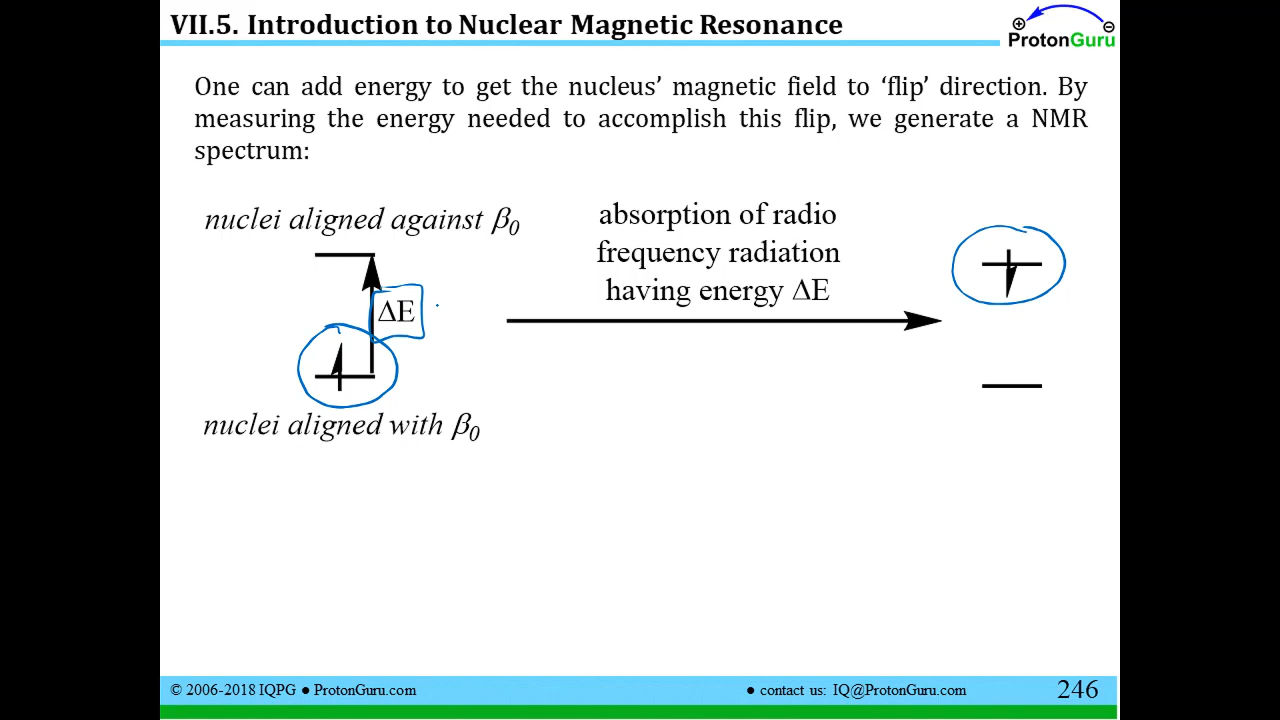 VII.5. Introduction to Nuclear Magnetic Resonance
⊕ ⊖
ProtonGuru
One can add energy to get the nucleus’ magnetic field to ‘flip’ direction. By
measuring the energy needed to accomplish this flip, we generate a NMR
spectrum:
nuclei aligned against β₀
absorption of radio
frequency radiation
having energy ΔE
ΔE
nuclei aligned with β₀
© 2006-2018 IQPG ● ProtonGuru.com
● contact us: IQ@ProtonGuru.com
246